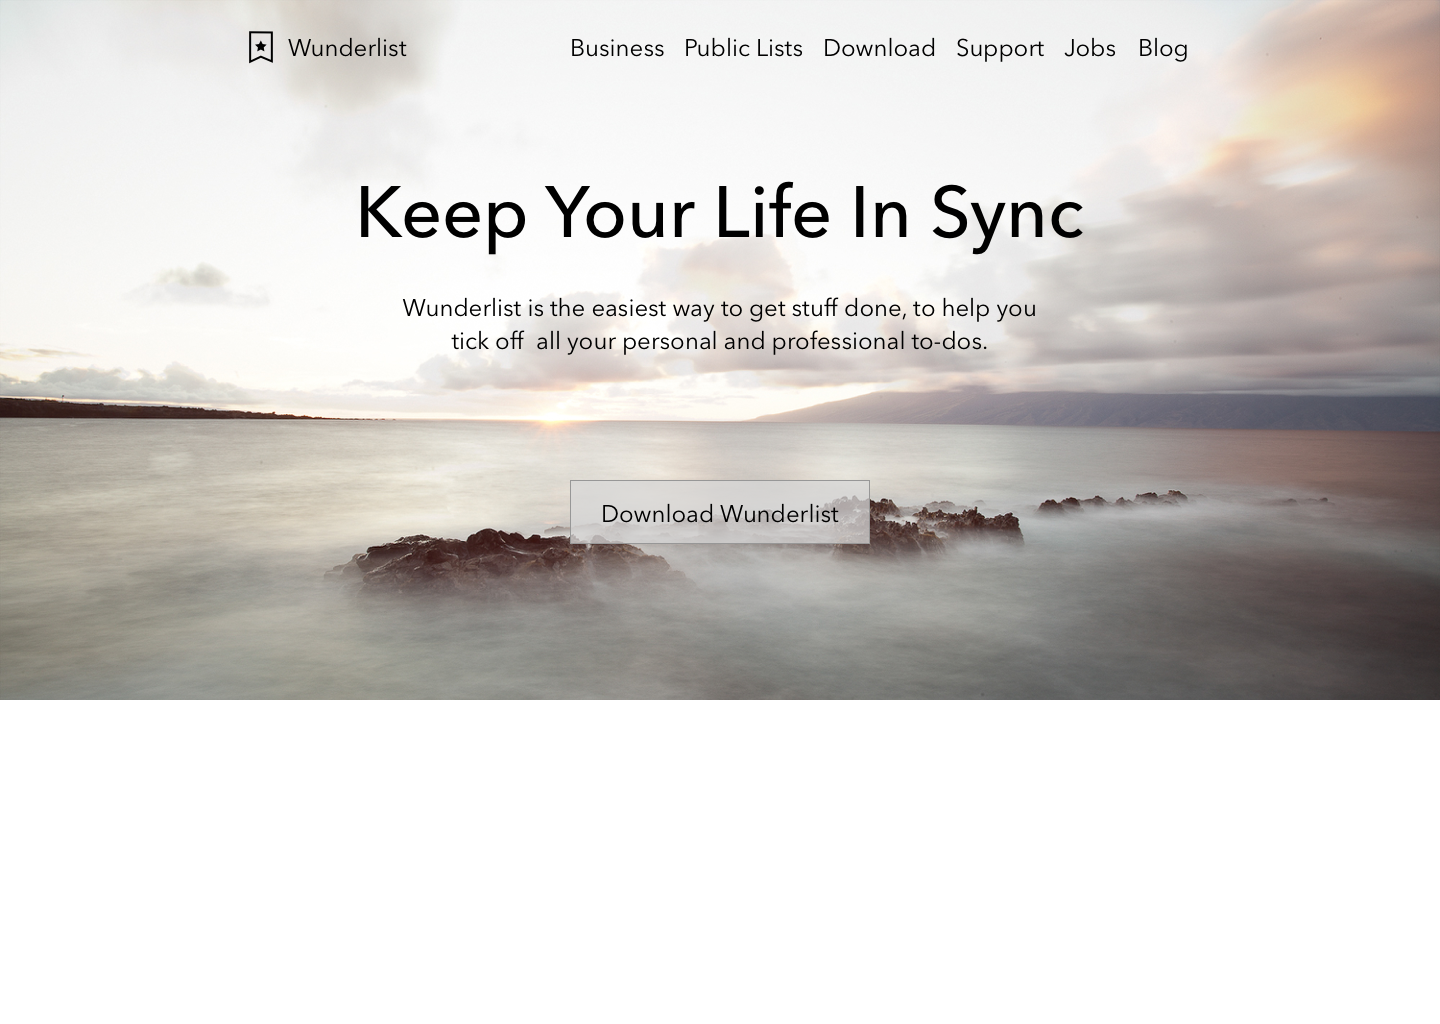 Wunderlist
Business Public Lists Download Support Jobs Blog
Keep Your Life In Sync
Wunderlist is the easiest way to get stuff done, to help you
tick off all your personal and professional to-dos.
Download Wunderlist